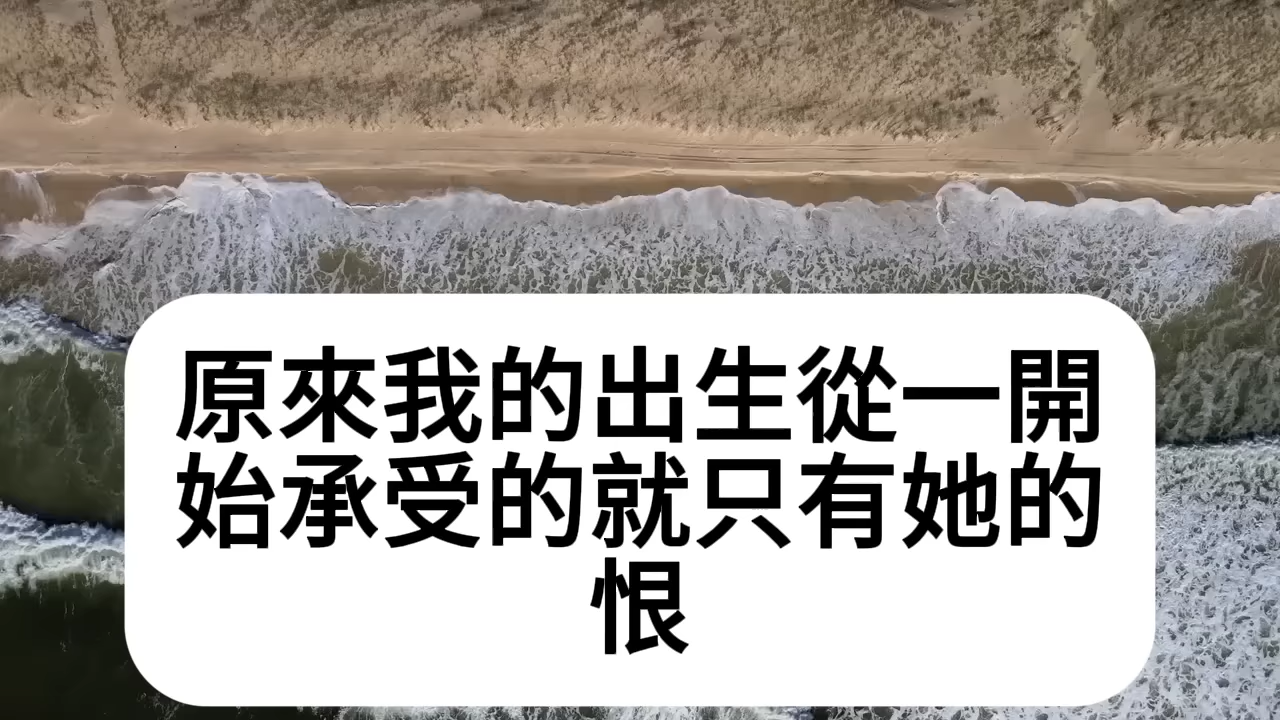 原來我的出生從一開
始承受的就只有她的
恨